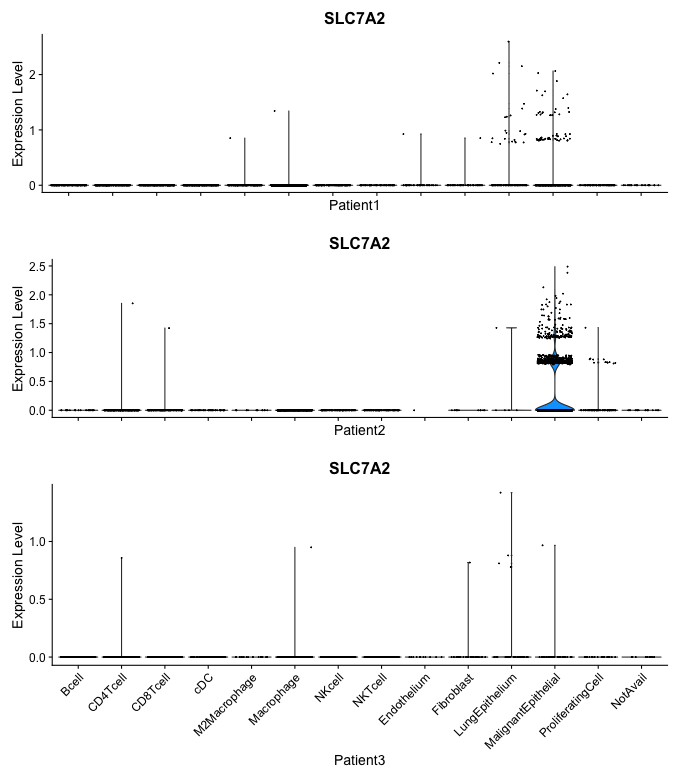 SLC7A2
Expression Level
2
1
0
Patient1
SLC7A2
Expression Level
2.5
2.0
1.5
1.0
0.5
0.0
Patient2
SLC7A2
Expression Level
1.0
0.5
0.0
Bcell
CD4Tcell
CD8Tcell
cDC
M2Macrophage
Macrophage
NKcell
NKTcell
Endothelium
Fibroblast
LungEpithelium
MalignantEpithelial
ProliferatingCell
NotAvail
Patient3